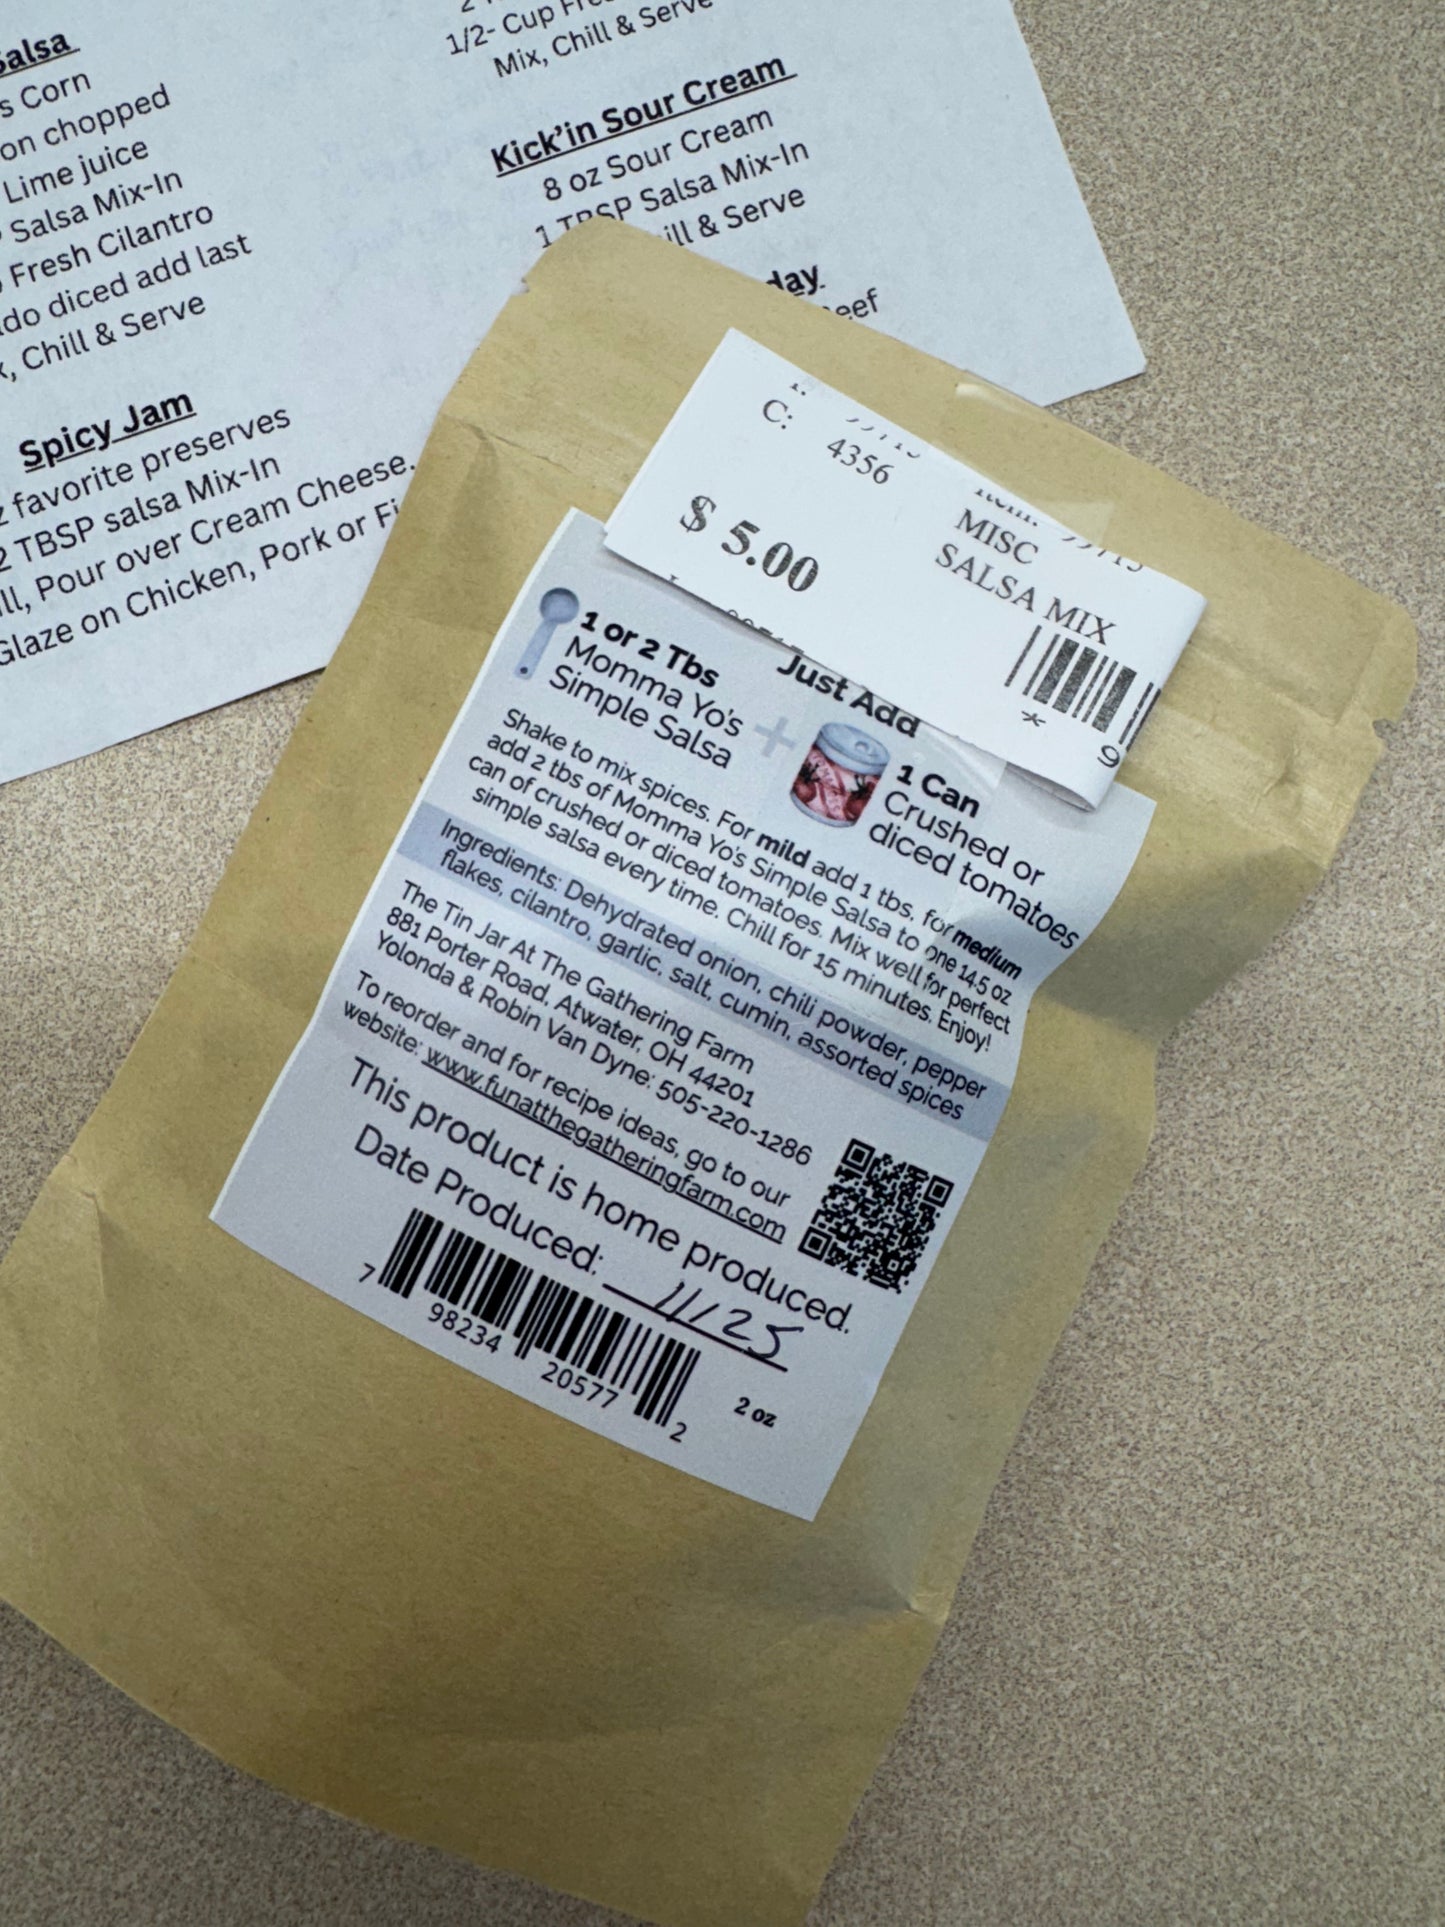 Salsa
s Corn
on chopped
Lime juice
Salsa Mix-In
Fresh Cilantro
do diced add last
, Chill & Serve
Spicy Jam
favorite preserves
2 TBSP salsa Mix-In
ll, Pour over Cream Cheese.
Glaze on Chicken, Pork or Fi
1/2- Cup Fre
Mix, Chill & Serve
Kick'in Sour Cream
8 oz Sour Cream
1 TBSP Salsa Mix-In
ill & Serve
day
eef
C: 4356
$ 5.00
MISC
SALSA MIX
* 9
1 or 2 Tbs
Momma Yo's
Simple Salsa
+
Just Add
1 Can
Crushed or
diced tomatoes
Shake to mix spices. For mild add 1 tbs, for medium
add 2 tbs of Momma Yo's Simple Salsa to one 14.5 oz
can of crushed or diced tomatoes. Mix well for perfect
simple salsa every time. Chill for 15 minutes. Enjoy!
Ingredients: Dehydrated onion, chili powder, pepper
flakes, cilantro, garlic, salt, cumin, assorted spices
The Tin Jar At The Gathering Farm
881 Porter Road, Atwater, OH 44201
Yolonda & Robin Van Dyne: 505-220-1286
To reorder and for recipe ideas, go to our
website: www.funatthegatheringfarm.com
This product is home produced.
Date Produced: 11/25
7 98234 20577 2
2 oz